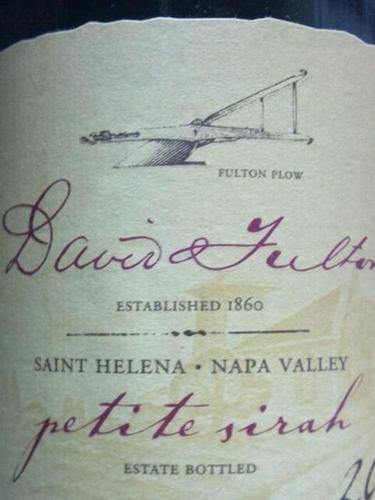 FULTON PLOW
David Fulton
ESTABLISHED 1860
SAINT HELENA • NAPA VALLEY
petite sirah
ESTATE BOTTLED